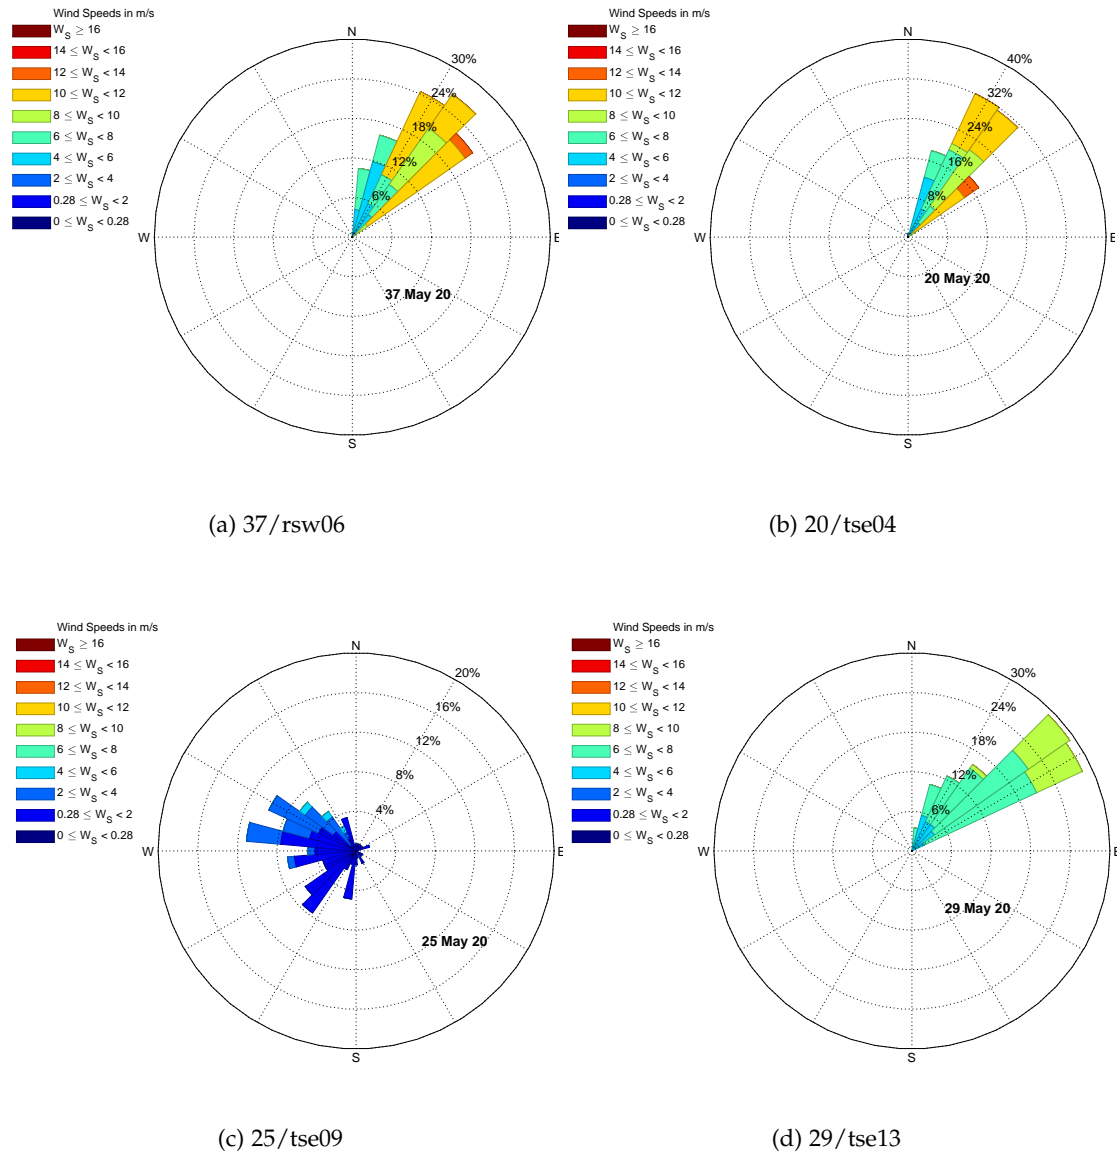 Wind Speeds in m/s
W_S ≥ 16
14 ≤ W_S < 16
12 ≤ W_S < 14
10 ≤ W_S < 12
8 ≤ W_S < 10
6 ≤ W_S < 8
4 ≤ W_S < 6
2 ≤ W_S < 4
0.28 ≤ W_S < 2
0 ≤ W_S < 0.28
N
30%
24%
18%
12%
6%
W
E
37 May 20
S
(a) 37/rsw06
Wind Speeds in m/s
W_S ≥ 16
14 ≤ W_S < 16
12 ≤ W_S < 14
10 ≤ W_S < 12
8 ≤ W_S < 10
6 ≤ W_S < 8
4 ≤ W_S < 6
2 ≤ W_S < 4
0.28 ≤ W_S < 2
0 ≤ W_S < 0.28
N
40%
32%
24%
16%
8%
W
E
20 May 20
S
(b) 20/tse04
Wind Speeds in m/s
W_S ≥ 16
14 ≤ W_S < 16
12 ≤ W_S < 14
10 ≤ W_S < 12
8 ≤ W_S < 10
6 ≤ W_S < 8
4 ≤ W_S < 6
2 ≤ W_S < 4
0.28 ≤ W_S < 2
0 ≤ W_S < 0.28
N
20%
16%
12%
8%
4%
W
E
25 May 20
S
(c) 25/tse09
Wind Speeds in m/s
W_S ≥ 16
14 ≤ W_S < 16
12 ≤ W_S < 14
10 ≤ W_S < 12
8 ≤ W_S < 10
6 ≤ W_S < 8
4 ≤ W_S < 6
2 ≤ W_S < 4
0.28 ≤ W_S < 2
0 ≤ W_S < 0.28
N
30%
24%
18%
12%
6%
W
E
29 May 20
S
(d) 29/tse13